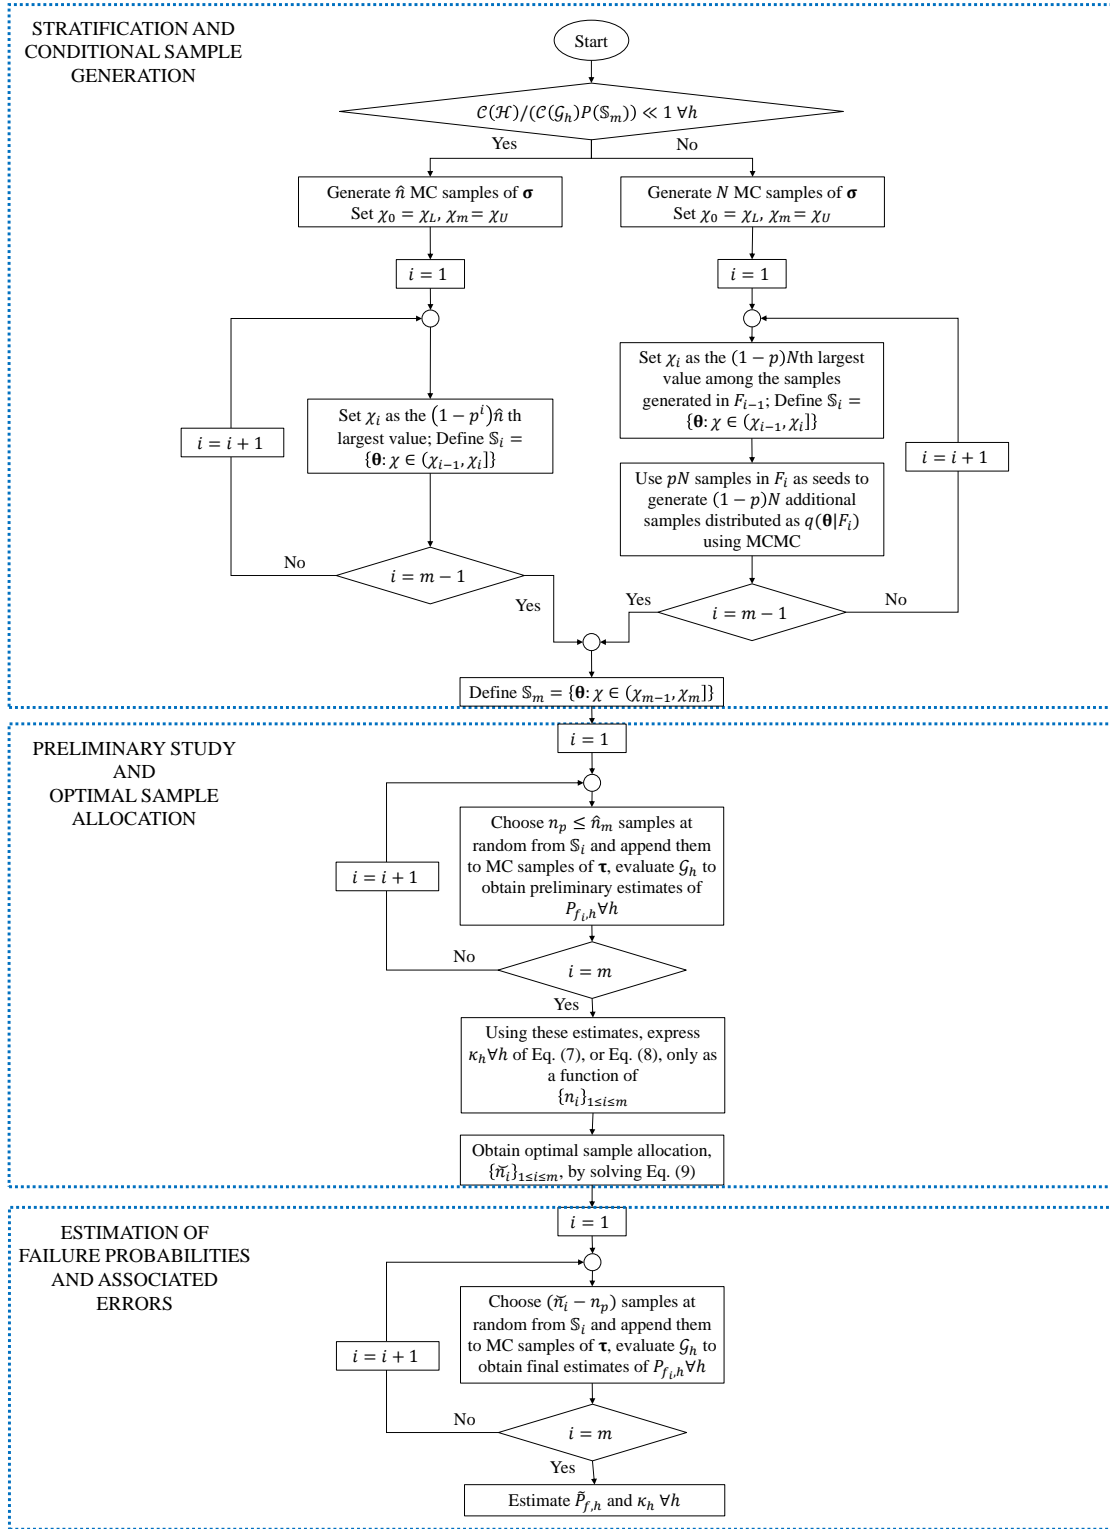 STRATIFICATION AND
CONDITIONAL SAMPLE
GENERATION
Start
𝒞(ℋ)/(𝒞(𝒢ₕ)P(𝕊ₘ)) ≪ 1 ∀h
Yes
No
Generate n̂ MC samples of σ
Set χ₀ = χ_L, χₘ = χ_U
Generate N MC samples of σ
Set χ₀ = χ_L, χₘ = χ_U
i = 1
i = 1
Set χᵢ as the (1 − pⁱ)n̂ th
largest value; Define 𝕊ᵢ =
{θ: χ ∈ (χᵢ₋₁, χᵢ]}
i = i + 1
Set χᵢ as the (1 − p)Nth largest
value among the samples
generated in Fᵢ₋₁; Define 𝕊ᵢ =
{θ: χ ∈ (χᵢ₋₁, χᵢ]}
i = i + 1
Use pN samples in Fᵢ as seeds to
generate (1 − p)N additional
samples distributed as q(θ|Fᵢ)
using MCMC
No
i = m − 1
Yes
Yes
i = m − 1
No
Define 𝕊ₘ = {θ: χ ∈ (χₘ₋₁, χₘ]}
PRELIMINARY STUDY
AND
OPTIMAL SAMPLE
ALLOCATION
i = 1
Choose nₚ ≤ n̂ₘ samples at
random from 𝕊ᵢ and append them
to MC samples of τ, evaluate 𝒢ₕ to
obtain preliminary estimates of
P_{fᵢ,h}∀h
i = i + 1
No
i = m
Yes
Using these estimates, express
κₕ∀h of Eq. (7), or Eq. (8), only as
a function of
{nᵢ}₁≤ᵢ≤ₘ
Obtain optimal sample allocation,
{n̆ᵢ}₁≤ᵢ≤ₘ, by solving Eq. (9)
ESTIMATION OF
FAILURE PROBABILITIES
AND ASSOCIATED
ERRORS
i = 1
Choose (n̆ᵢ − nₚ) samples at
random from 𝕊ᵢ and append them
to MC samples of τ, evaluate 𝒢ₕ to
obtain final estimates of P_{fᵢ,h}∀h
i = i + 1
No
i = m
Yes
Estimate P̃_{f,h} and κₕ ∀h